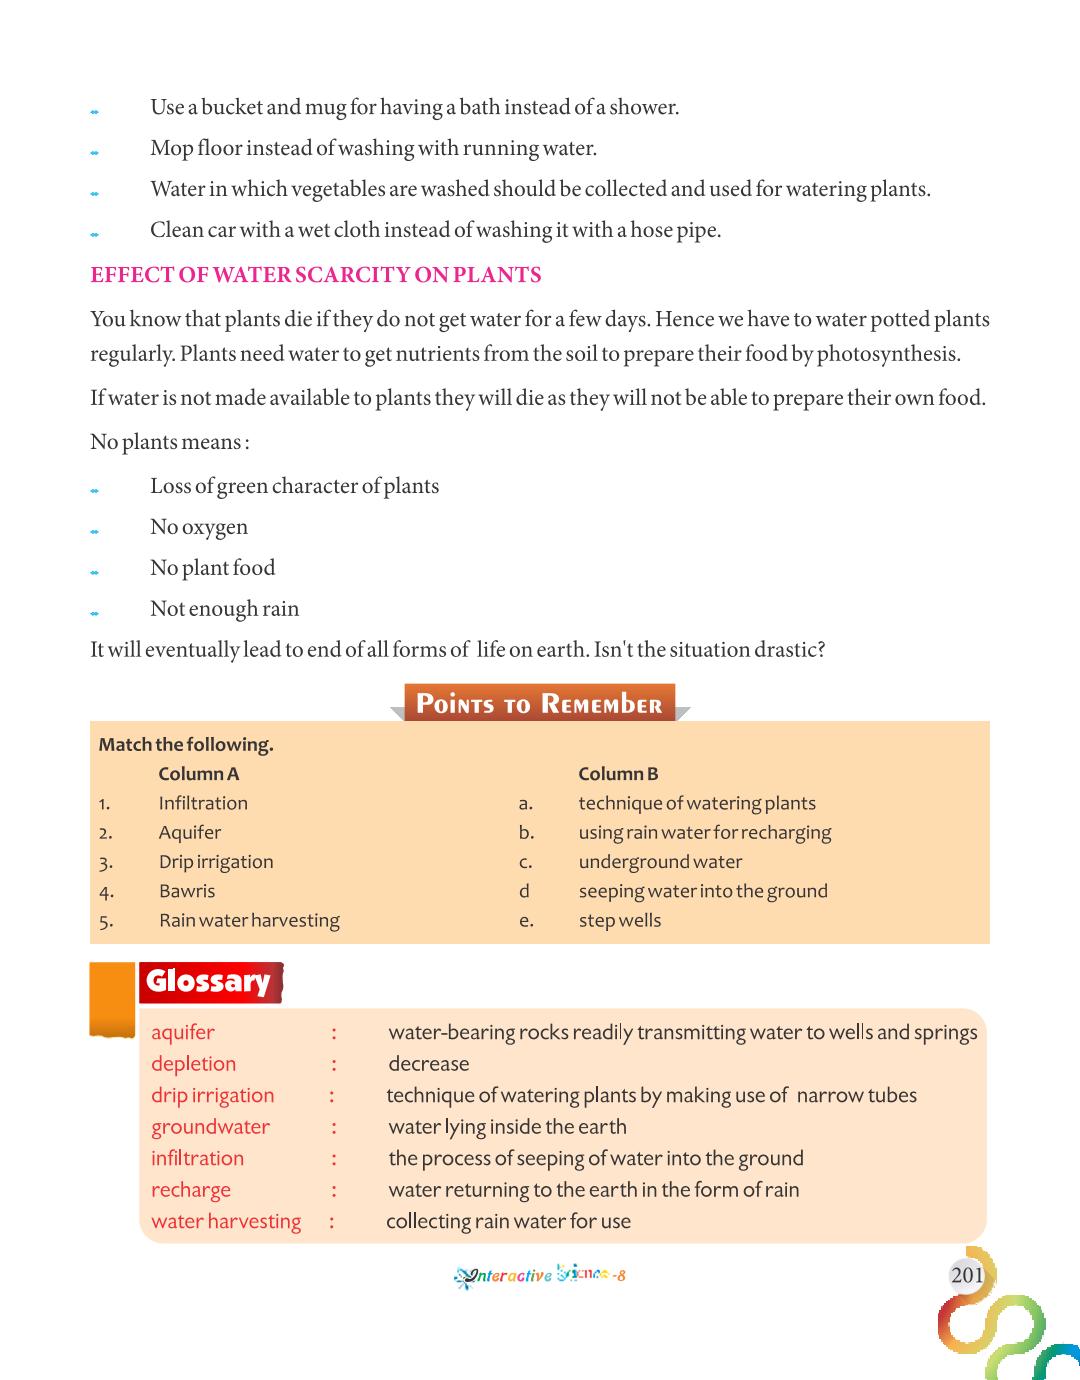 Use a bucket and mug for having a bath instead of a shower.
Mop floor instead of washing with running water.
Water in which vegetables are washed should be collected and used for watering plants.
Clean car with a wet cloth instead of washing it with a hose pipe.
EFFECT OF WATER SCARCITY ON PLANTS
You know that plants die if they do not get water for a few days. Hence we have to water potted plants
regularly. Plants need water to get nutrients from the soil to prepare their food by photosynthesis.
If water is not made available to plants they will die as they will not be able to prepare their own food.
No plants means :
Loss of green character of plants
No oxygen
No plant food
Not enough rain
It will eventually lead to end of all forms of life on earth. Isn't the situation drastic?
POINTS TO REMEMBER
Match the following.
Column A Column B
1. Infiltration a. technique of watering plants
2. Aquifer b. using rain water for recharging
3. Drip irrigation c. underground water
4. Bawris d seeping water into the ground
5. Rain water harvesting e. step wells
Glossary
aquifer : water-bearing rocks readily transmitting water to wells and springs
depletion : decrease
drip irrigation : technique of watering plants by making use of narrow tubes
groundwater : water lying inside the earth
infiltration : the process of seeping of water into the ground
recharge : water returning to the earth in the form of rain
water harvesting : collecting rain water for use
Interactive Science-8
201